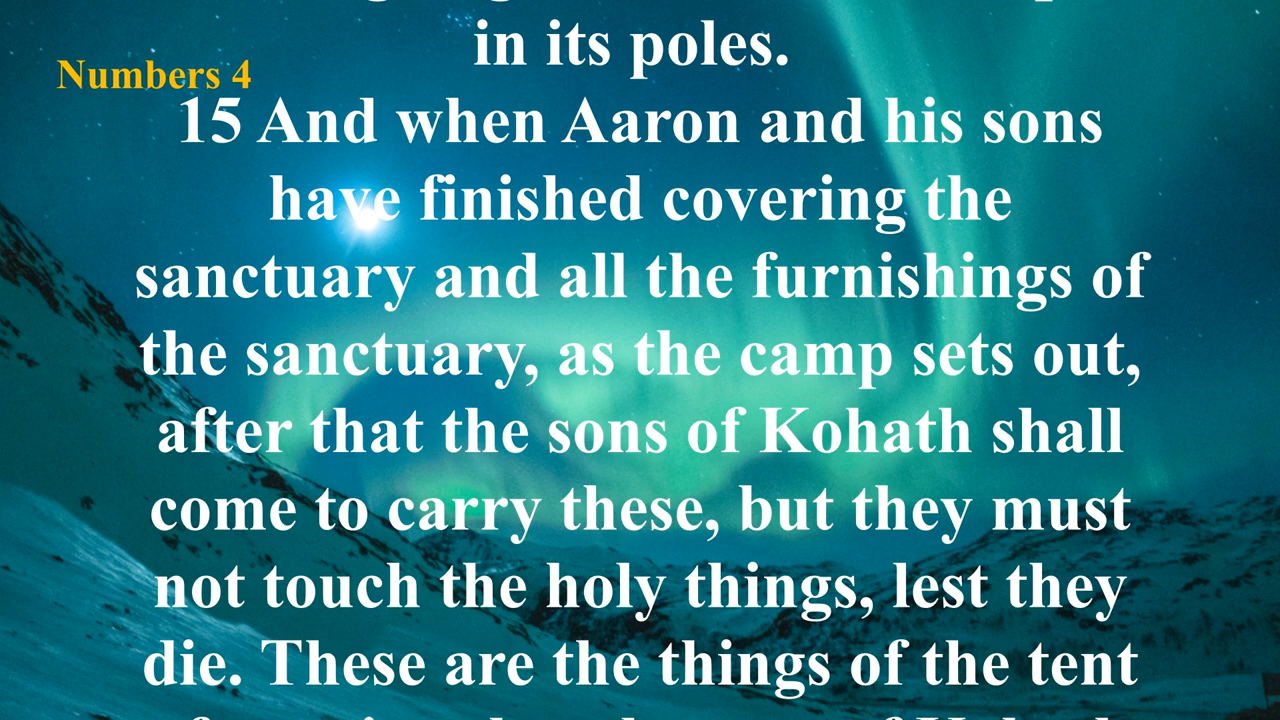 in its poles.
Numbers 4
15 And when Aaron and his sons
have finished covering the
sanctuary and all the furnishings of
the sanctuary, as the camp sets out,
after that the sons of Kohath shall
come to carry these, but they must
not touch the holy things, lest they
die. These are the things of the tent